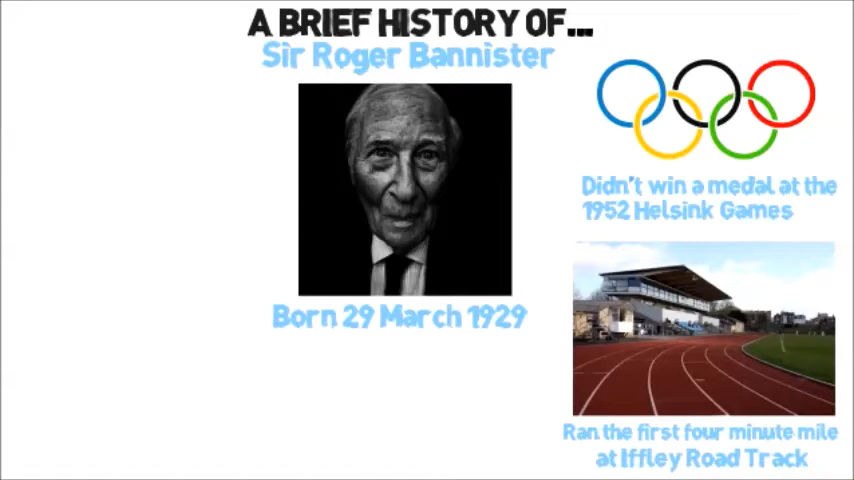 A BRIEF HISTORY OF...
Sir Roger Bannister
Born 29 March 1929
Didn't win a medal at the
1952 Helsink Games
Ran the first four minute mile
at Iffley Road Track